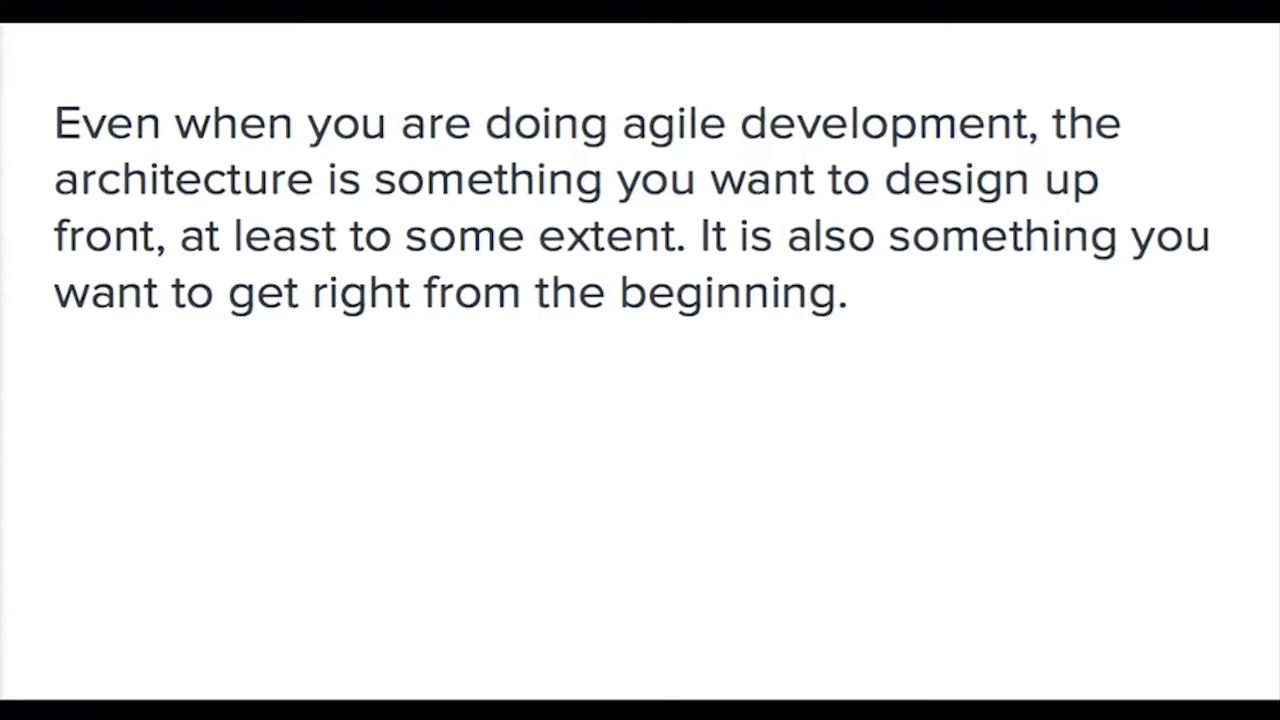 Even when you are doing agile development, the
architecture is something you want to design up
front, at least to some extent. It is also something you
want to get right from the beginning.